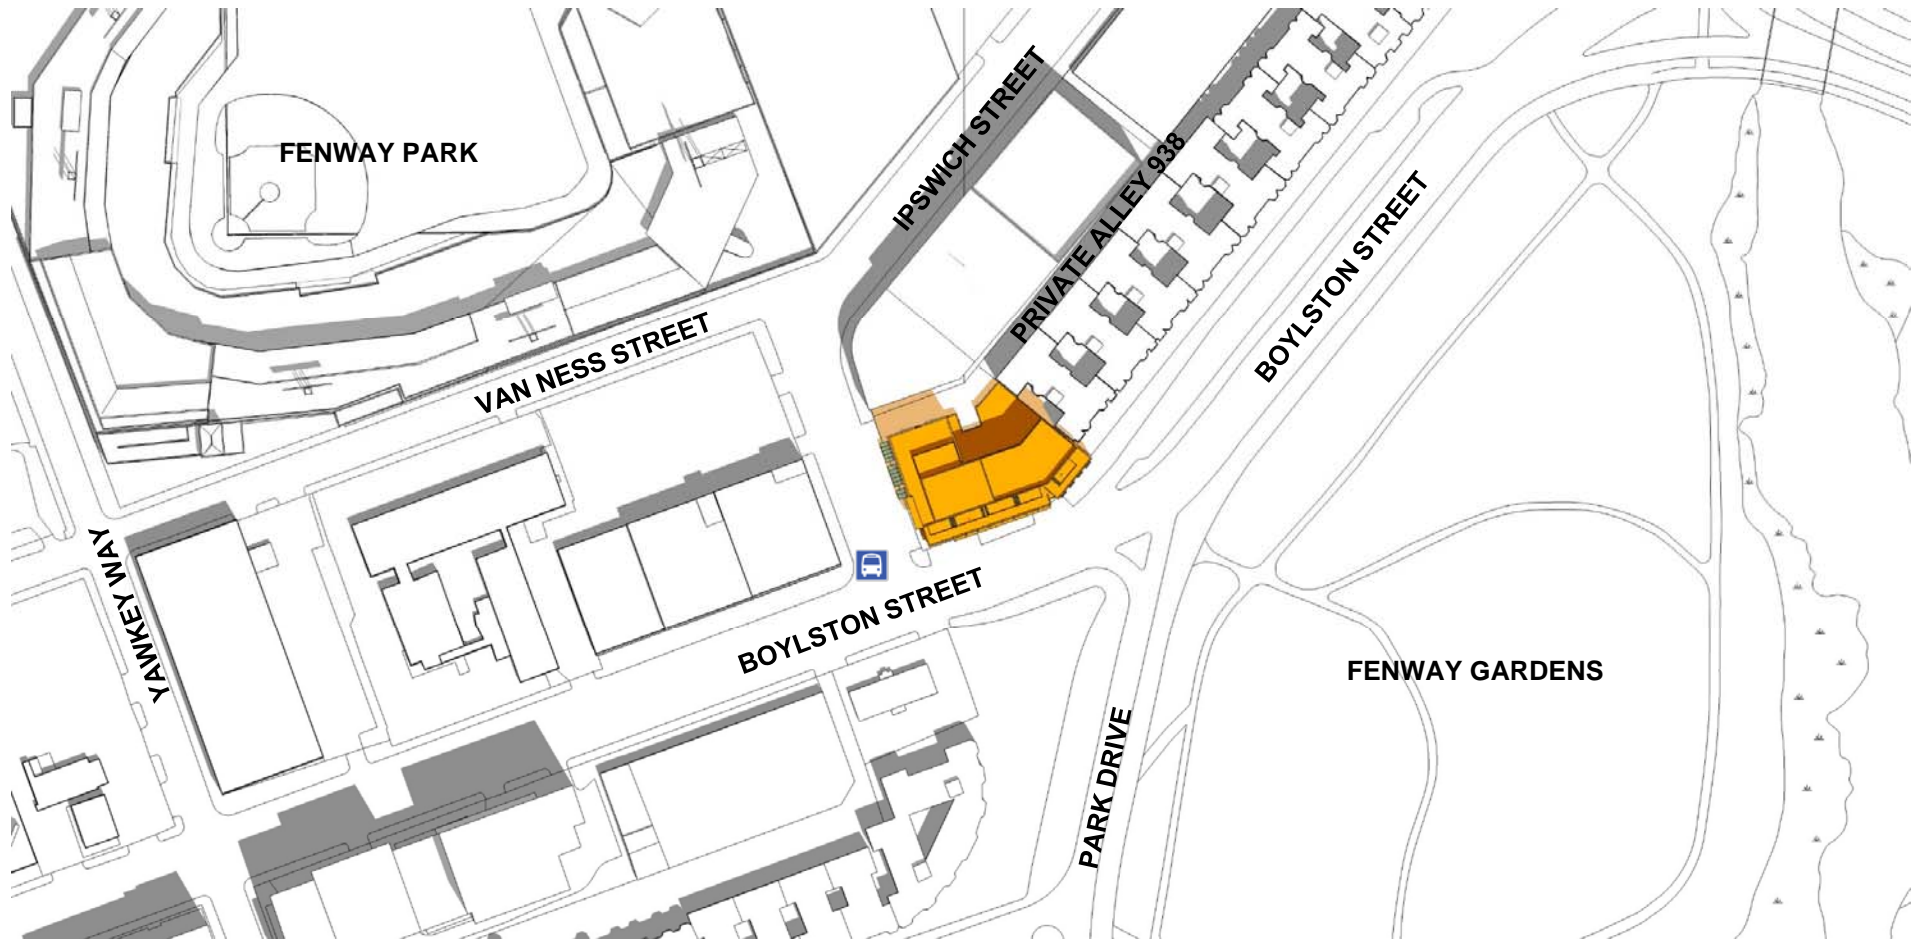 FENWAY PARK
IPSWICH STREET
PRIVATE ALLEY 938
BOYLSTON STREET
VAN NESS STREET
YAWKEY WAY
BOYLSTON STREET
FENWAY GARDENS
PARK DRIVE